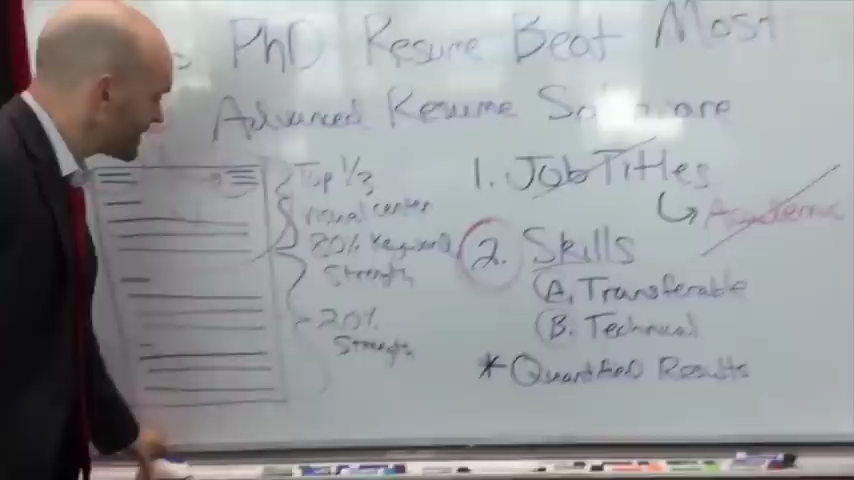 PhD Resume Beat Most
Advanced Resume Software
Top 1/3
visual center
80% Keyword
Strength
20%
Strength
1. Job Titles
Academic
2. Skills
A. Transferable
B. Technical
* Quantified Results